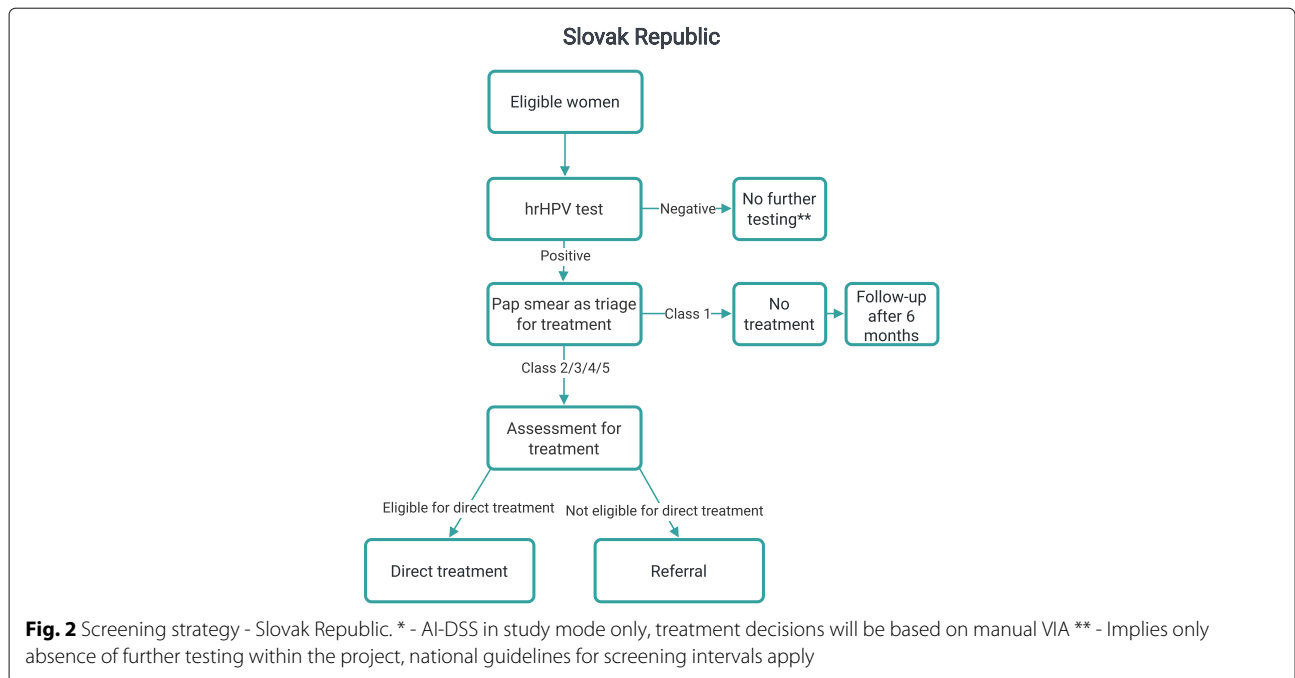 Slovak Republic
Eligible women
hrHPV test
Negative
No further
testing**
Positive
Pap smear as triage
for treatment
Class 1
No
treatment
Follow-up
after 6
months
Class 2/3/4/5
Assessment for
treatment
Eligible for direct treatment
Not eligible for direct treatment
Direct treatment
Referral
Fig. 2 Screening strategy - Slovak Republic. * - AI-DSS in study mode only, treatment decisions will be based on manual VIA ** - Implies only
absence of further testing within the project, national guidelines for screening intervals apply